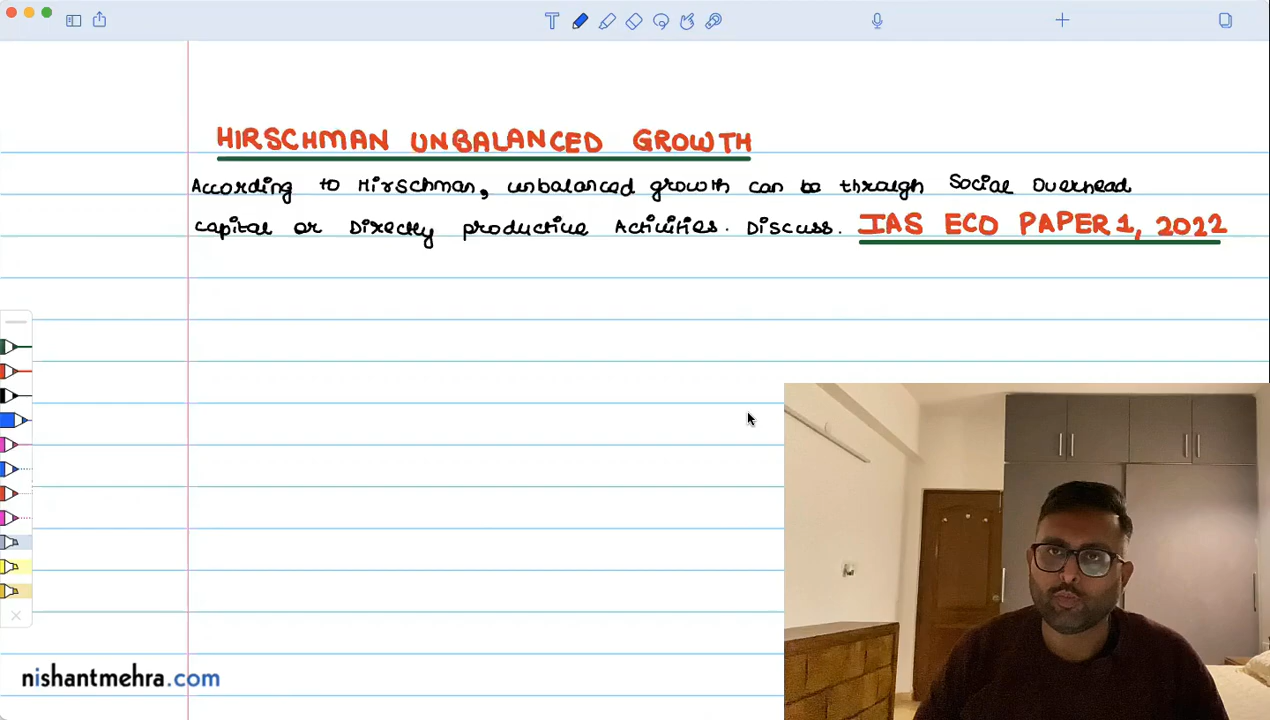 HIRSCHMAN UNBALANCED GROWTH
According to Hirschman, unbalanced growth can be through Social Overhead
capital or Directly productive Activities. Discuss. IAS ECO PAPER 1, 2022
nishantmehra.com